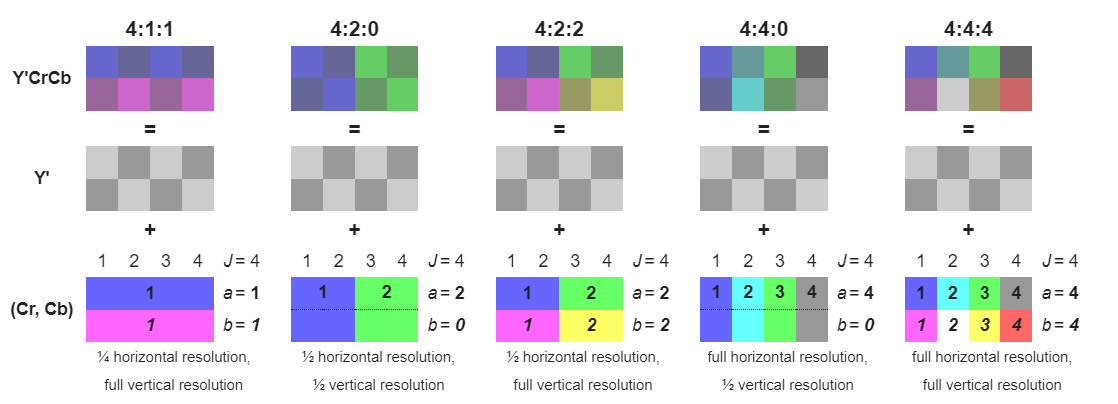 4:1:1 4:2:0 4:2:2 4:4:0 4:4:4
Y'CrCb
= = = = =
Y'
+ + + + +
1 2 3 4 J = 4 1 2 3 4 J = 4 1 2 3 4 J = 4 1 2 3 4 J = 4 1 2 3 4 J = 4
1 a = 1 1 2 a = 2 1 2 a = 2 1 2 3 4 a = 4 1 2 3 4 a = 4
(Cr, Cb)
1 b = 1 b = 0 1 2 b = 2 b = 0 1 2 3 4 b = 4
¼ horizontal resolution, ½ horizontal resolution, ½ horizontal resolution, full horizontal resolution, full horizontal resolution,
full vertical resolution ½ vertical resolution full vertical resolution ½ vertical resolution full vertical resolution